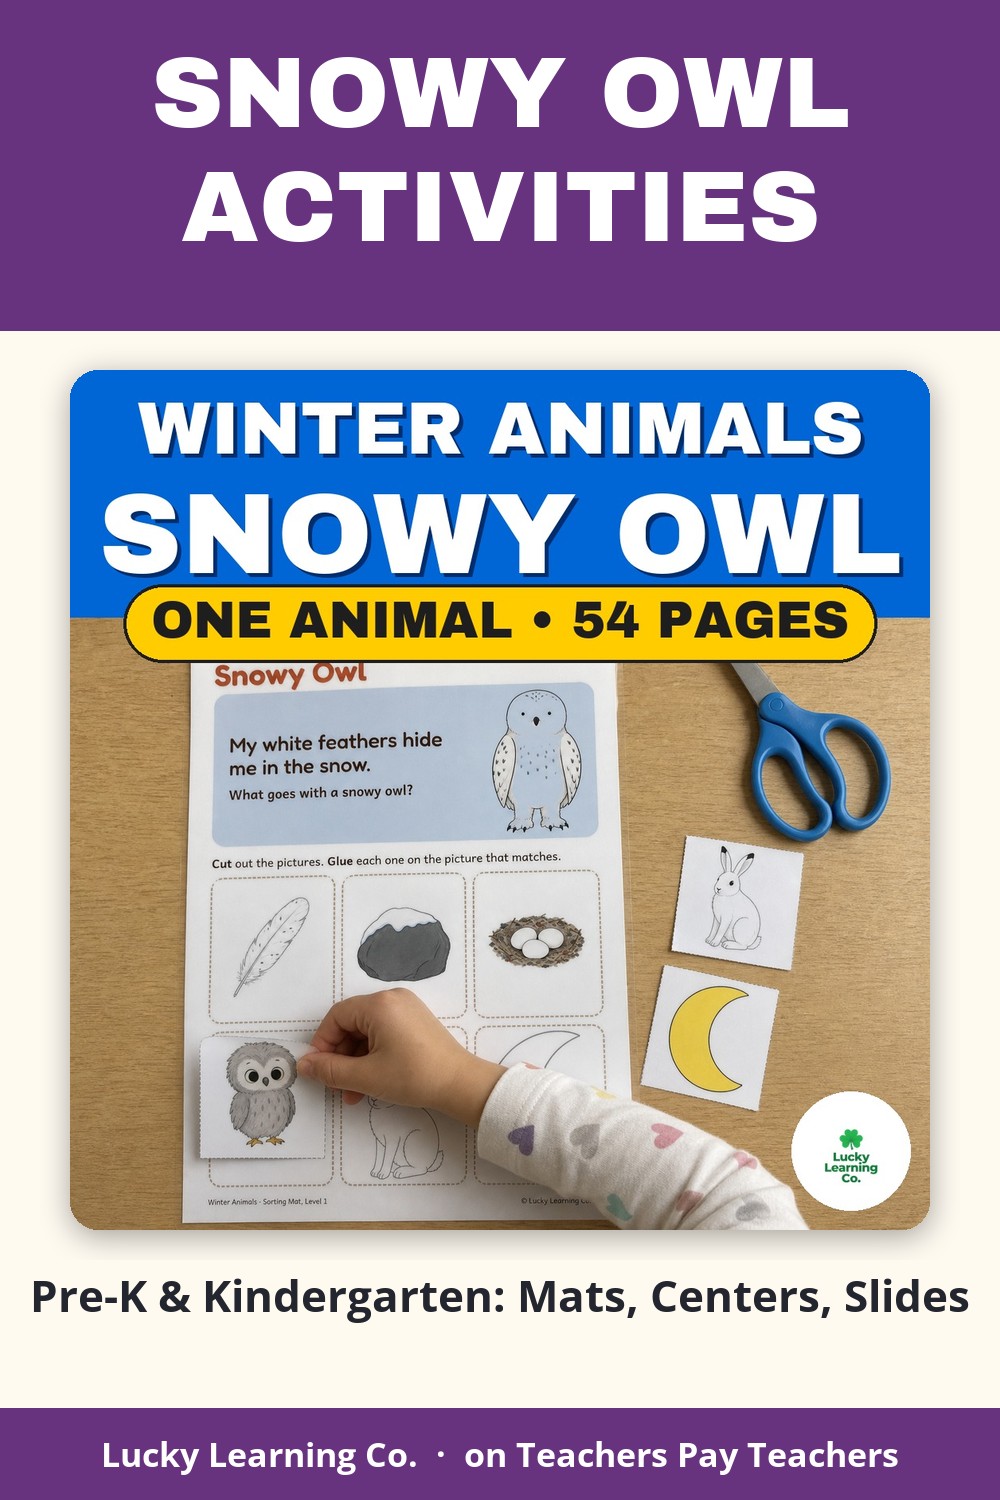 SNOWY OWL
ACTIVITIES
WINTER ANIMALS
SNOWY OWL
ONE ANIMAL • 54 PAGES
Snowy Owl
My white feathers hide
me in the snow.
What goes with a snowy owl?
Cut out the pictures. Glue each one on the picture that matches.
Winter Animals - Sorting Mat, Level 1
© Lucky Learning
Lucky
Learning
Co.
Pre-K & Kindergarten: Mats, Centers, Slides
Lucky Learning Co. · on Teachers Pay Teachers